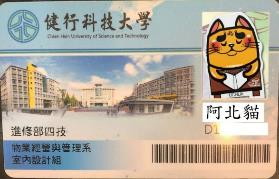 健行科技大学
Chien Hsin University of Science and Technology
阿北貓
D1
進修部四技
物業經營與管理系
室內設計組